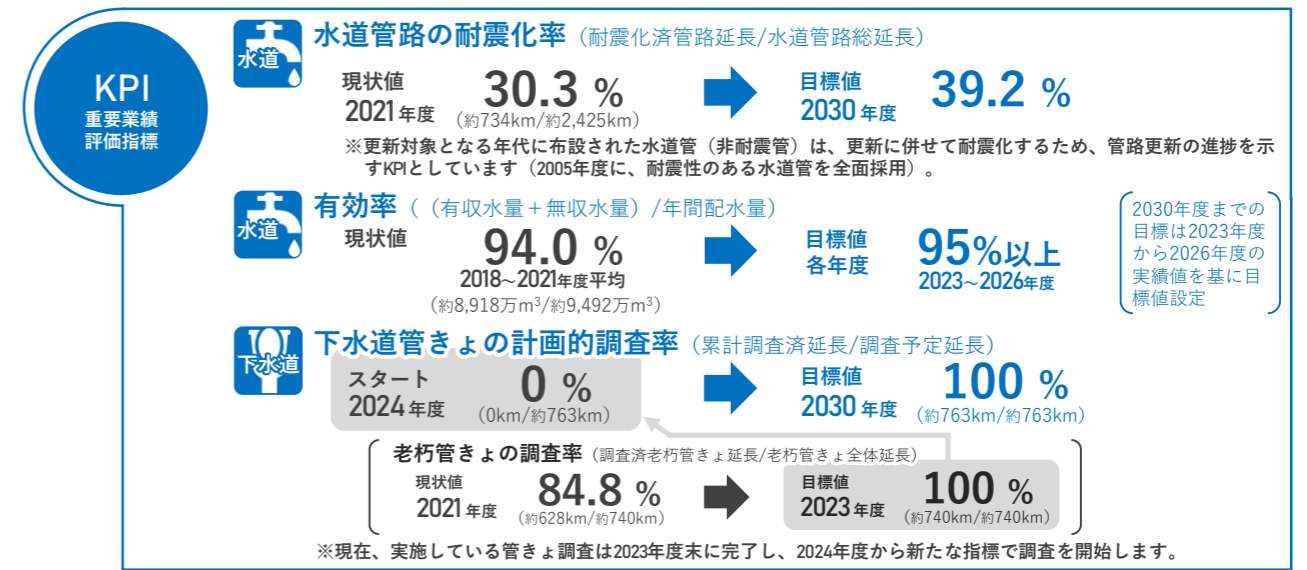 KPI
重要業績
評価指標
水道
水道管路の耐震化率（耐震化済管路延長/水道管路総延長）
現状値
2021年度
30.3 %
（約734km/約2,425km）
目標値
2030年度
39.2 %
※更新対象となる年代に布設された水道管（非耐震管）は、更新に併せて耐震化するため、管路更新の進捗を示
すKPIとしています（2005年度に、耐震性のある水道管を全面採用）。
水道
有効率（（有収水量＋無収水量）/年間配水量）
現状値
94.0 %
2018～2021年度平均
（約8,918万m³/約9,492万m³）
目標値
各年度
95%以上
2023～2026年度
2030年度までの
目標は2023年度
から2026年度の
実績値を基に目
標値設定
下水道
下水道管きょの計画的調査率（累計調査済延長/調査予定延長）
スタート
2024年度
0 %
（0km/約763km）
目標値
2030年度
100 %
（約763km/約763km）
老朽管きょの調査率（調査済老朽管きょ延長/老朽管きょ全体延長）
現状値
2021年度
84.8 %
（約628km/約740km）
目標値
2023年度
100 %
（約740km/約740km）
※現在、実施している管きょ調査は2023年度末に完了し、2024年度から新たな指標で調査を開始します。